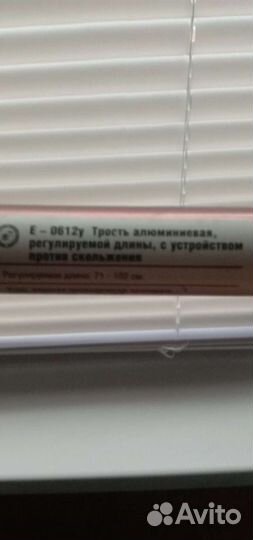 Е - 0612у Трость алюминиевая,
регулируемой длины, с устройством
против скольжения
Регулируемая длина 71 - 102 см.
Avito